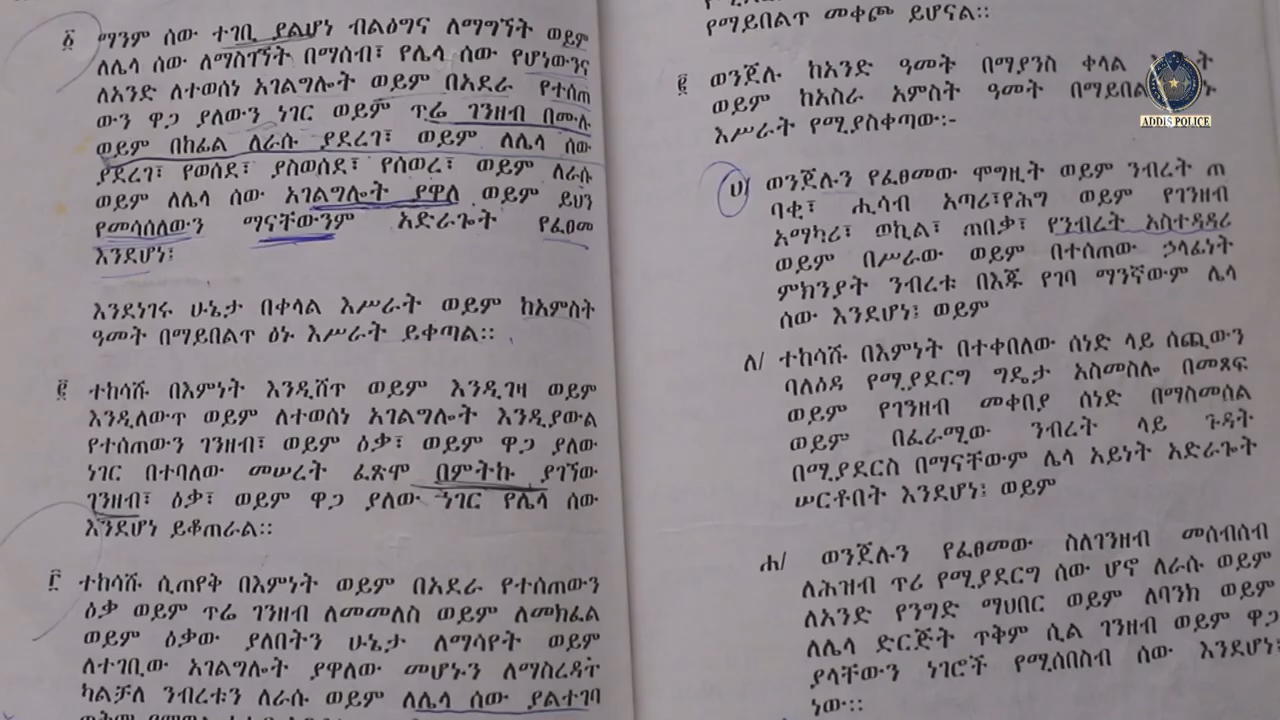 ፩ ማንም ሰው ተገቢ ያልሆነ ብልፅግና ለማግኘት ወይም
ለሌላ ሰው ለማስገኘት በማሰብ፣ የሌላ ሰው የሆነውንና
ለአንድ ለተወሰነ አገልግሎት ወይም በአደራ የተሰጠ
ውን ዋጋ ያለውን ነገር ወይም ጥሬ ገንዘብ በሙሉ
ወይም በከፊል ለራሱ ያደረገ፣ ወይም ለሌላ ሰው
ያደረገ፣ የወሰደ፣ ያስወሰደ፣ የሰወረ፣ ወይም ለራሱ
ወይም ለሌላ ሰው አገልግሎት ያዋለ ወይም ይህን
የመሳሰለውን ማናቸውንም አድራጐት የፈፀመ
እንደሆነ፤
እንደነገሩ ሁኔታ በቀላል እሥራት ወይም ከአምስት
ዓመት በማይበልጥ ፅኑ እሥራት ይቀጣል፡፡
፪ ተከሳሹ በእምነት እንዲሸጥ ወይም እንዲገዛ ወይም
እንዲለውጥ ወይም ለተወሰነ አገልግሎት እንዲያውል
የተሰጠውን ገንዘብ፣ ወይም ዕቃ፣ ወይም ዋጋ ያለው
ነገር በተባለው መሠረት ፈጽሞ በምትኩ ያገኘው
ገንዘብ፣ ዕቃ፣ ወይም ዋጋ ያለው ነገር የሌላ ሰው
እንደሆነ ይቆጠራል፡፡
፫ ተከሳሹ ሲጠየቅ በእምነት ወይም በአደራ የተሰጠውን
ዕቃ ወይም ጥሬ ገንዘብ ለመመለስ ወይም ለመክፈል
ወይም ዕቃው ያለበትን ሁኔታ ለማሳየት ወይም
ለተገቢው አገልግሎት ያዋለው መሆኑን ለማስረዳት
ካልቻለ ንብረቱን ለራሱ ወይም ለሌላ ሰው ያልተገባ
የማይበልጥ መቀጮ ይሆናል፡፡
፪ ወንጀሉ ከአንድ ዓመት በማያንስ ቀላል
ወይም ከአስራ አምስት ዓመት
እሥራት የሚያስቀጣው፡-
ሀ/ ወንጀሉን የፈፀመው ሞግዚት ወይም ንብረት ጠ
ባቂ፣ ሒሳብ አጣሪ፣የሕግ ወይም የገንዘብ
አማካሪ፣ ወኪል፣ ጠበቃ፣ የንብረት አስተዳዳሪ
ወይም በሥራው ወይም በተሰጠው ኃላፊነት
ምክንያት ንብረቱ በእጁ የገባ ማንኛውም ሌላ
ሰው እንደሆነ፤ ወይም
ለ/ ተከሳሹ በእምነት በተቀበለው ሰነድ ላይ ሰጪውን
ባለዕዳ የሚያደርግ ግዴታ አስመስሎ በመጻፍ
ወይም የገንዘብ መቀበያ ሰነድ በማስመሰል
ወይም በፈራሚው ንብረት ላይ ጉዳት
በሚያደርስ በማናቸውም ሌላ አይነት አድራጐት
ሠርቶበት እንደሆነ፤ ወይም
ሐ/ ወንጀሉን የፈፀመው ስለገንዘብ መሰብሰብ
ለሕዝብ ጥሪ የሚያደርግ ሰው ሆኖ ለራሱ ወይም
ለአንድ የንግድ ማህበር ወይም ለባንክ ወይም
ለሌላ ድርጅት ጥቅም ሲል ገንዘብ ወይም ዋጋ
ያላቸውን ነገሮች የሚሰበስብ ሰው እንደሆነ፤
ነው፡፡
ADDIS POLICE